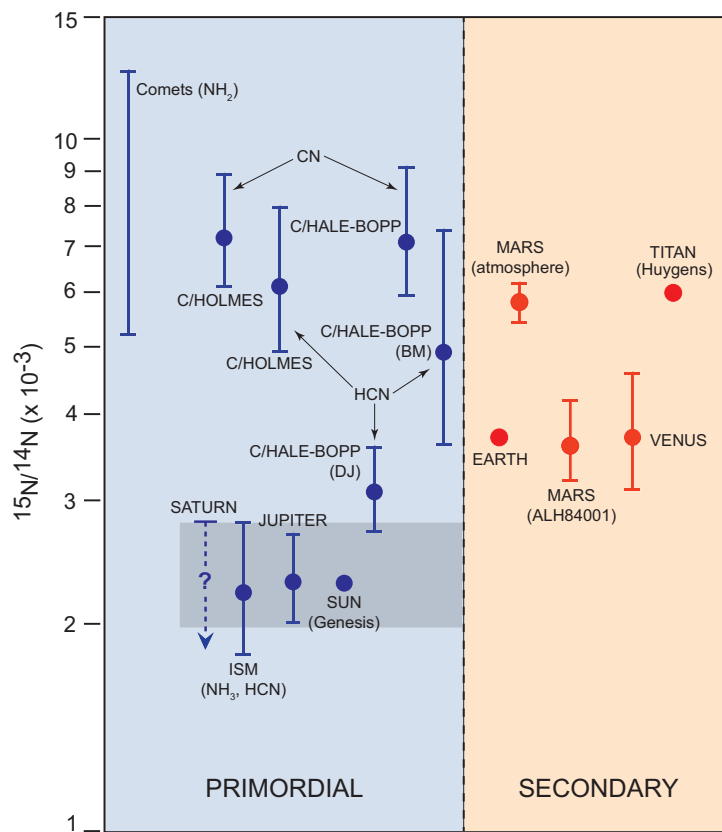 15
10
9
8
7
6
5
4
3
2
1
15N/14N (x 10-3)
Comets (NH2)
CN
C/HALE-BOPP
C/HOLMES
C/HOLMES
C/HALE-BOPP
(BM)
HCN
C/HALE-BOPP
(DJ)
SATURN
?
JUPITER
SUN
(Genesis)
ISM
(NH3, HCN)
PRIMORDIAL
MARS
(atmosphere)
TITAN
(Huygens)
EARTH
MARS
(ALH84001)
VENUS
SECONDARY